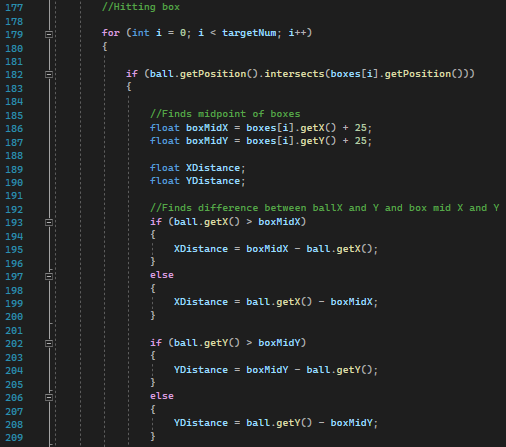 177 //Hitting box
178
179 for (int i = 0; i < targetNum; i++)
180 {
181
182 if (ball.getPosition().intersects(boxes[i].getPosition()))
183 {
184
185 //Finds midpoint of boxes
186 float boxMidX = boxes[i].getX() + 25;
187 float boxMidY = boxes[i].getY() + 25;
188
189 float XDistance;
190 float YDistance;
191
192 //Finds difference between ballX and Y and box mid X and Y
193 if (ball.getX() > boxMidX)
194 {
195 XDistance = boxMidX - ball.getX();
196 }
197 else
198 {
199 XDistance = ball.getX() - boxMidX;
200 }
201
202 if (ball.getY() > boxMidY)
203 {
204 YDistance = boxMidY - ball.getY();
205 }
206 else
207 {
208 YDistance = ball.getY() - boxMidY;
209 }